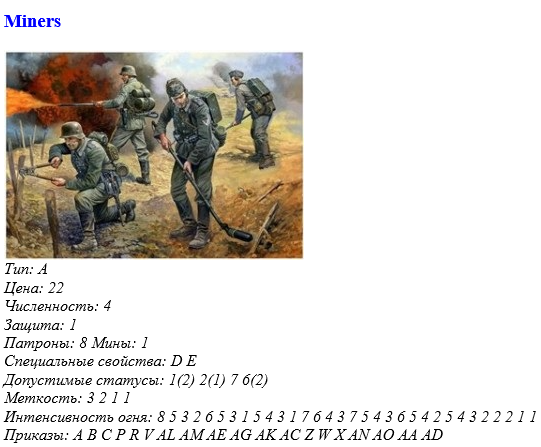 Miners
Тип: А
Цена: 22
Численность: 4
Защита: 1
Патроны: 8 Мины: 1
Специальные свойства: D E
Допустимые статусы: 1(2) 2(1) 7 6(2)
Меткость: 3 2 1 1
Интенсивность огня: 8 5 3 2 6 5 3 1 5 4 3 1 7 6 4 3 7 5 4 3 6 5 4 2 5 4 3 2 2 2 1 1
Приказы: A B C P R V AL AM AE AG AK AC Z W X AN AO AA AD